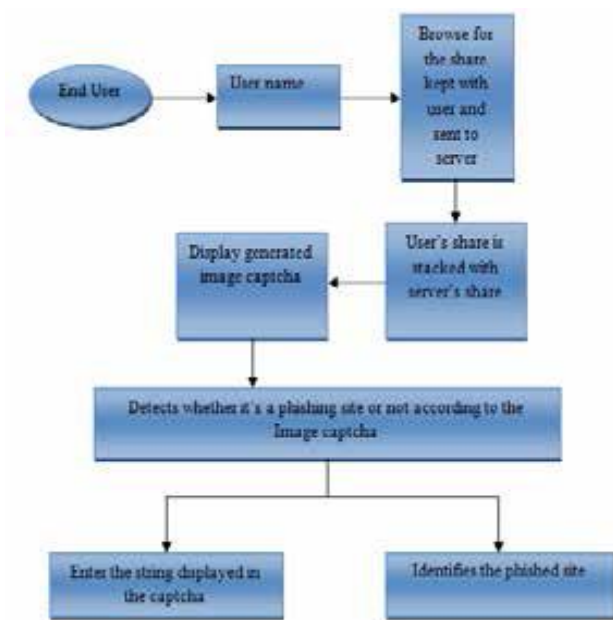 End User
User name
Browse for
the share
kept with
user and
sent to
server
User's share is
stacked with
server's share
Display generated
image captcha
Detects whether it's a phishing site or not according to the
Image captcha
Enter the string displayed in
the captcha
Identifies the phished site